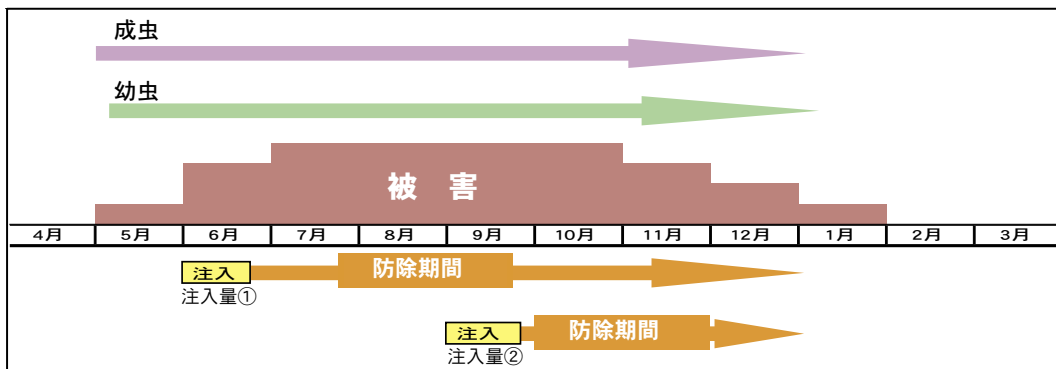 成虫
幼虫
被 害
4月 5月 6月 7月 8月 9月 10月 11月 12月 1月 2月 3月
注入 防除期間
注入量①
注入 防除期間
注入量②